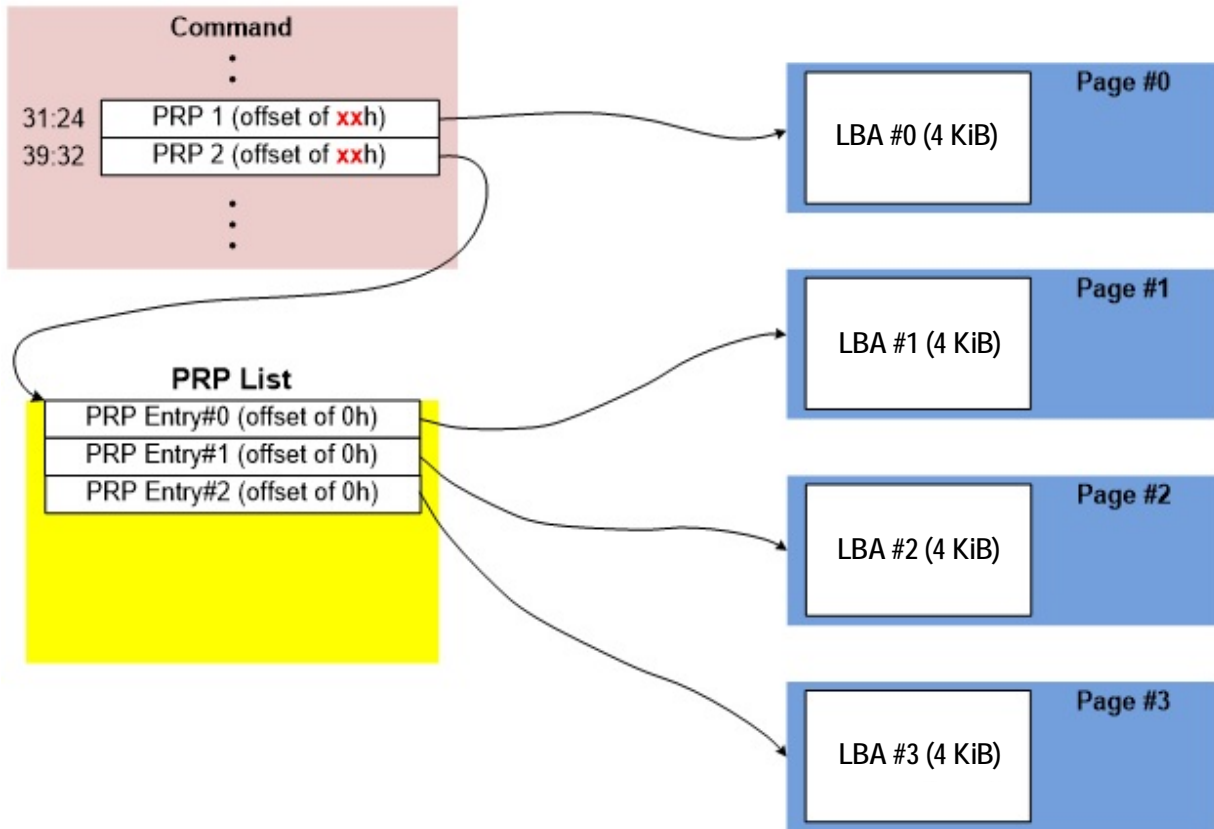 Command
31:24 PRP 1 (offset of xxh)
39:32 PRP 2 (offset of xxh)
PRP List
PRP Entry#0 (offset of 0h)
PRP Entry#1 (offset of 0h)
PRP Entry#2 (offset of 0h)
Page #0
LBA #0 (4 KiB)
Page #1
LBA #1 (4 KiB)
Page #2
LBA #2 (4 KiB)
Page #3
LBA #3 (4 KiB)